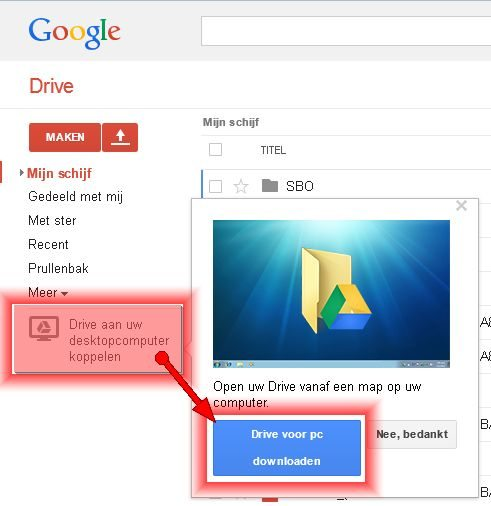 Google
Drive
MAKEN
Mijn schijf
TITEL
Mijn schijf
Gedeeld met mij
SBO
Met ster
Recent
Prullenbak
Meer
Drive aan uw
desktopcomputer
koppelen
Open uw Drive vanaf een map op uw
computer.
Drive voor pc
downloaden
Nee, bedankt